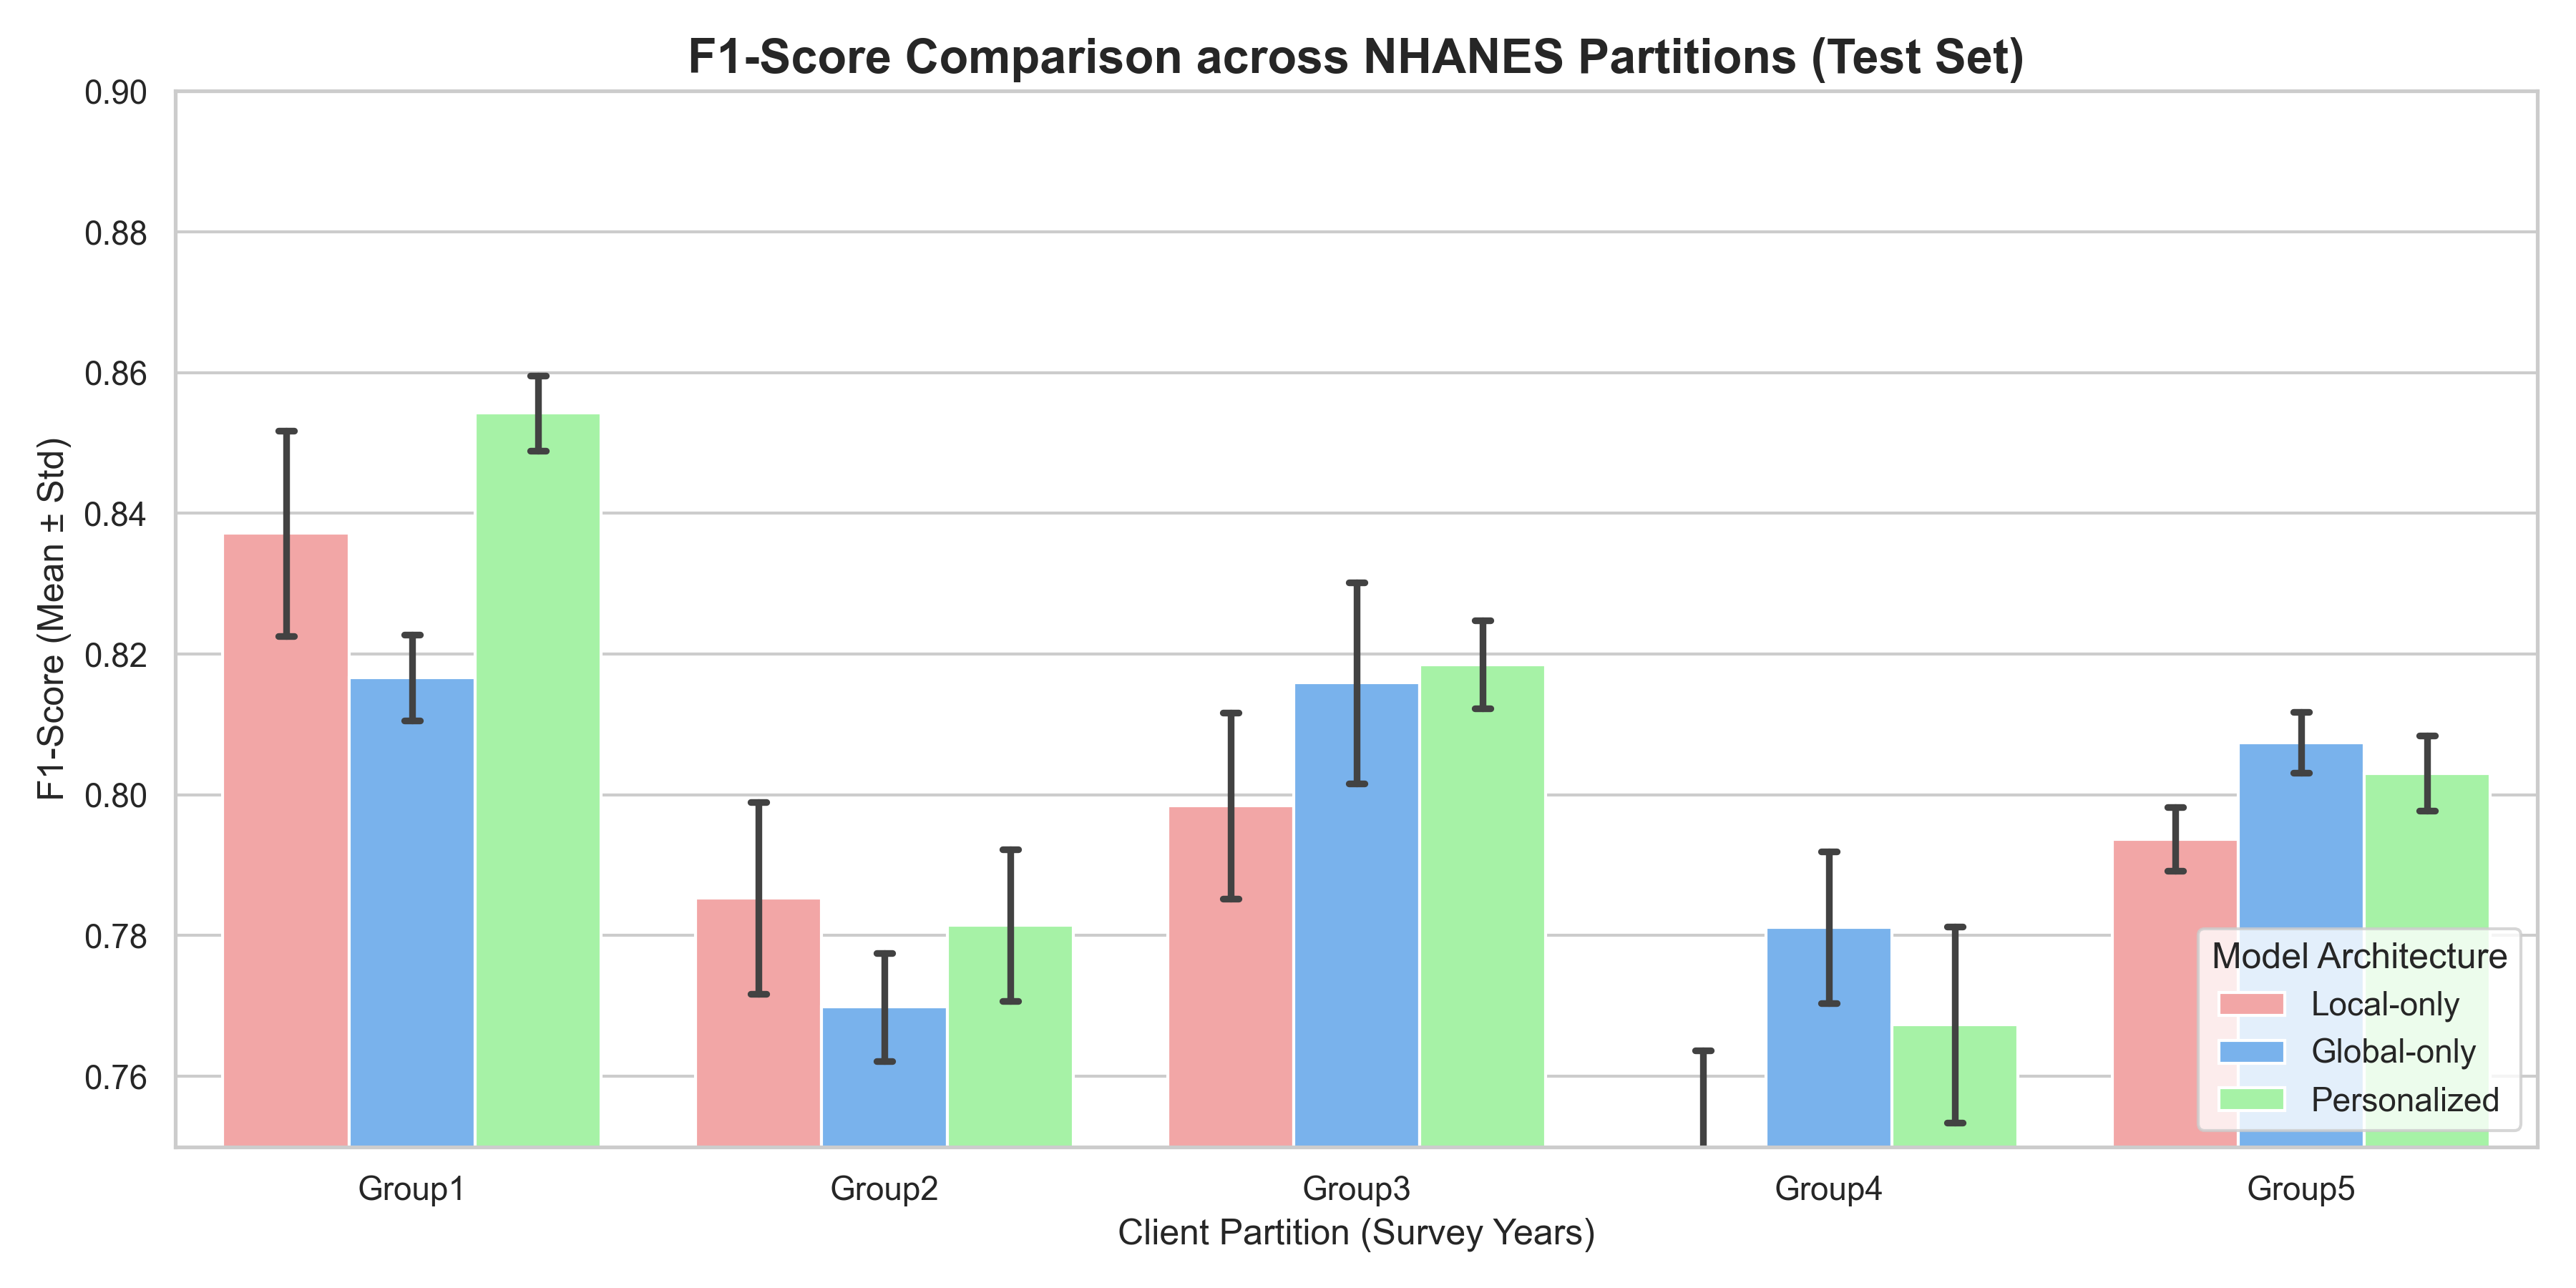 F1-Score Comparison across NHANES Partitions (Test Set)
F1-Score (Mean ± Std)
0.90
0.88
0.86
0.84
0.82
0.80
0.78
0.76
Group1
Group2
Group3
Group4
Group5
Client Partition (Survey Years)
Model Architecture
Local-only
Global-only
Personalized